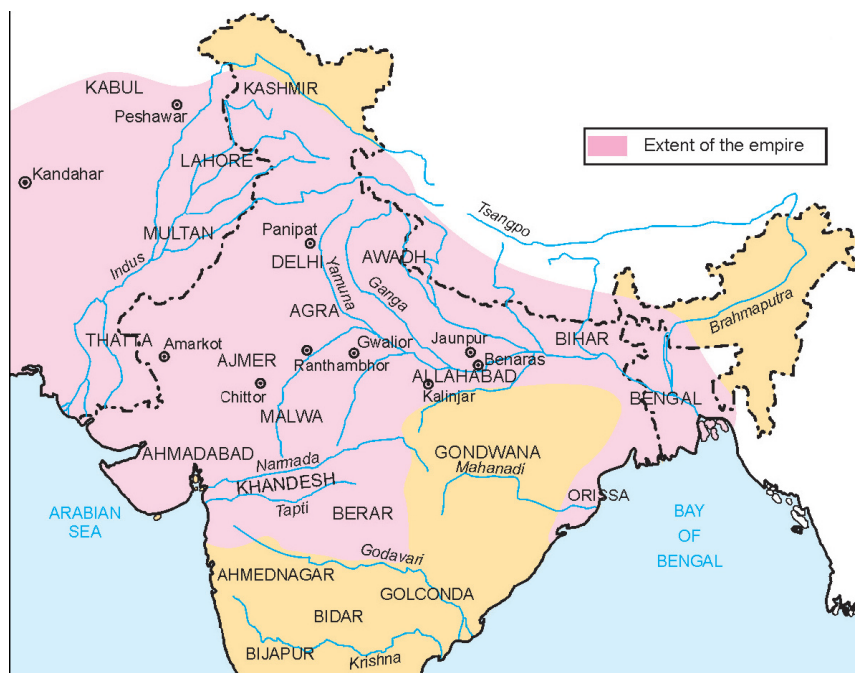 KABUL
KASHMIR
Peshawar
Extent of the empire
LAHORE
Kandahar
Tsangpo
MULTAN
Panipat
DELHI
AWADH
Indus
Yamuna
Ganga
Brahmaputra
AGRA
THATTA
Amarkot
AJMER
Gwalior
Jaunpur
BIHAR
Ranthambhor
Benaras
ALLAHABAD
Chittor
Kalinjar
BENGAL
MALWA
AHMADABAD
Narmada
GONDWANA
Mahanadi
KHANDESH
ORISSA
ARABIAN
SEA
Tapti
BERAR
BAY
OF
BENGAL
Godavari
AHMEDNAGAR
GOLCONDA
BIDAR
BIJAPUR
Krishna